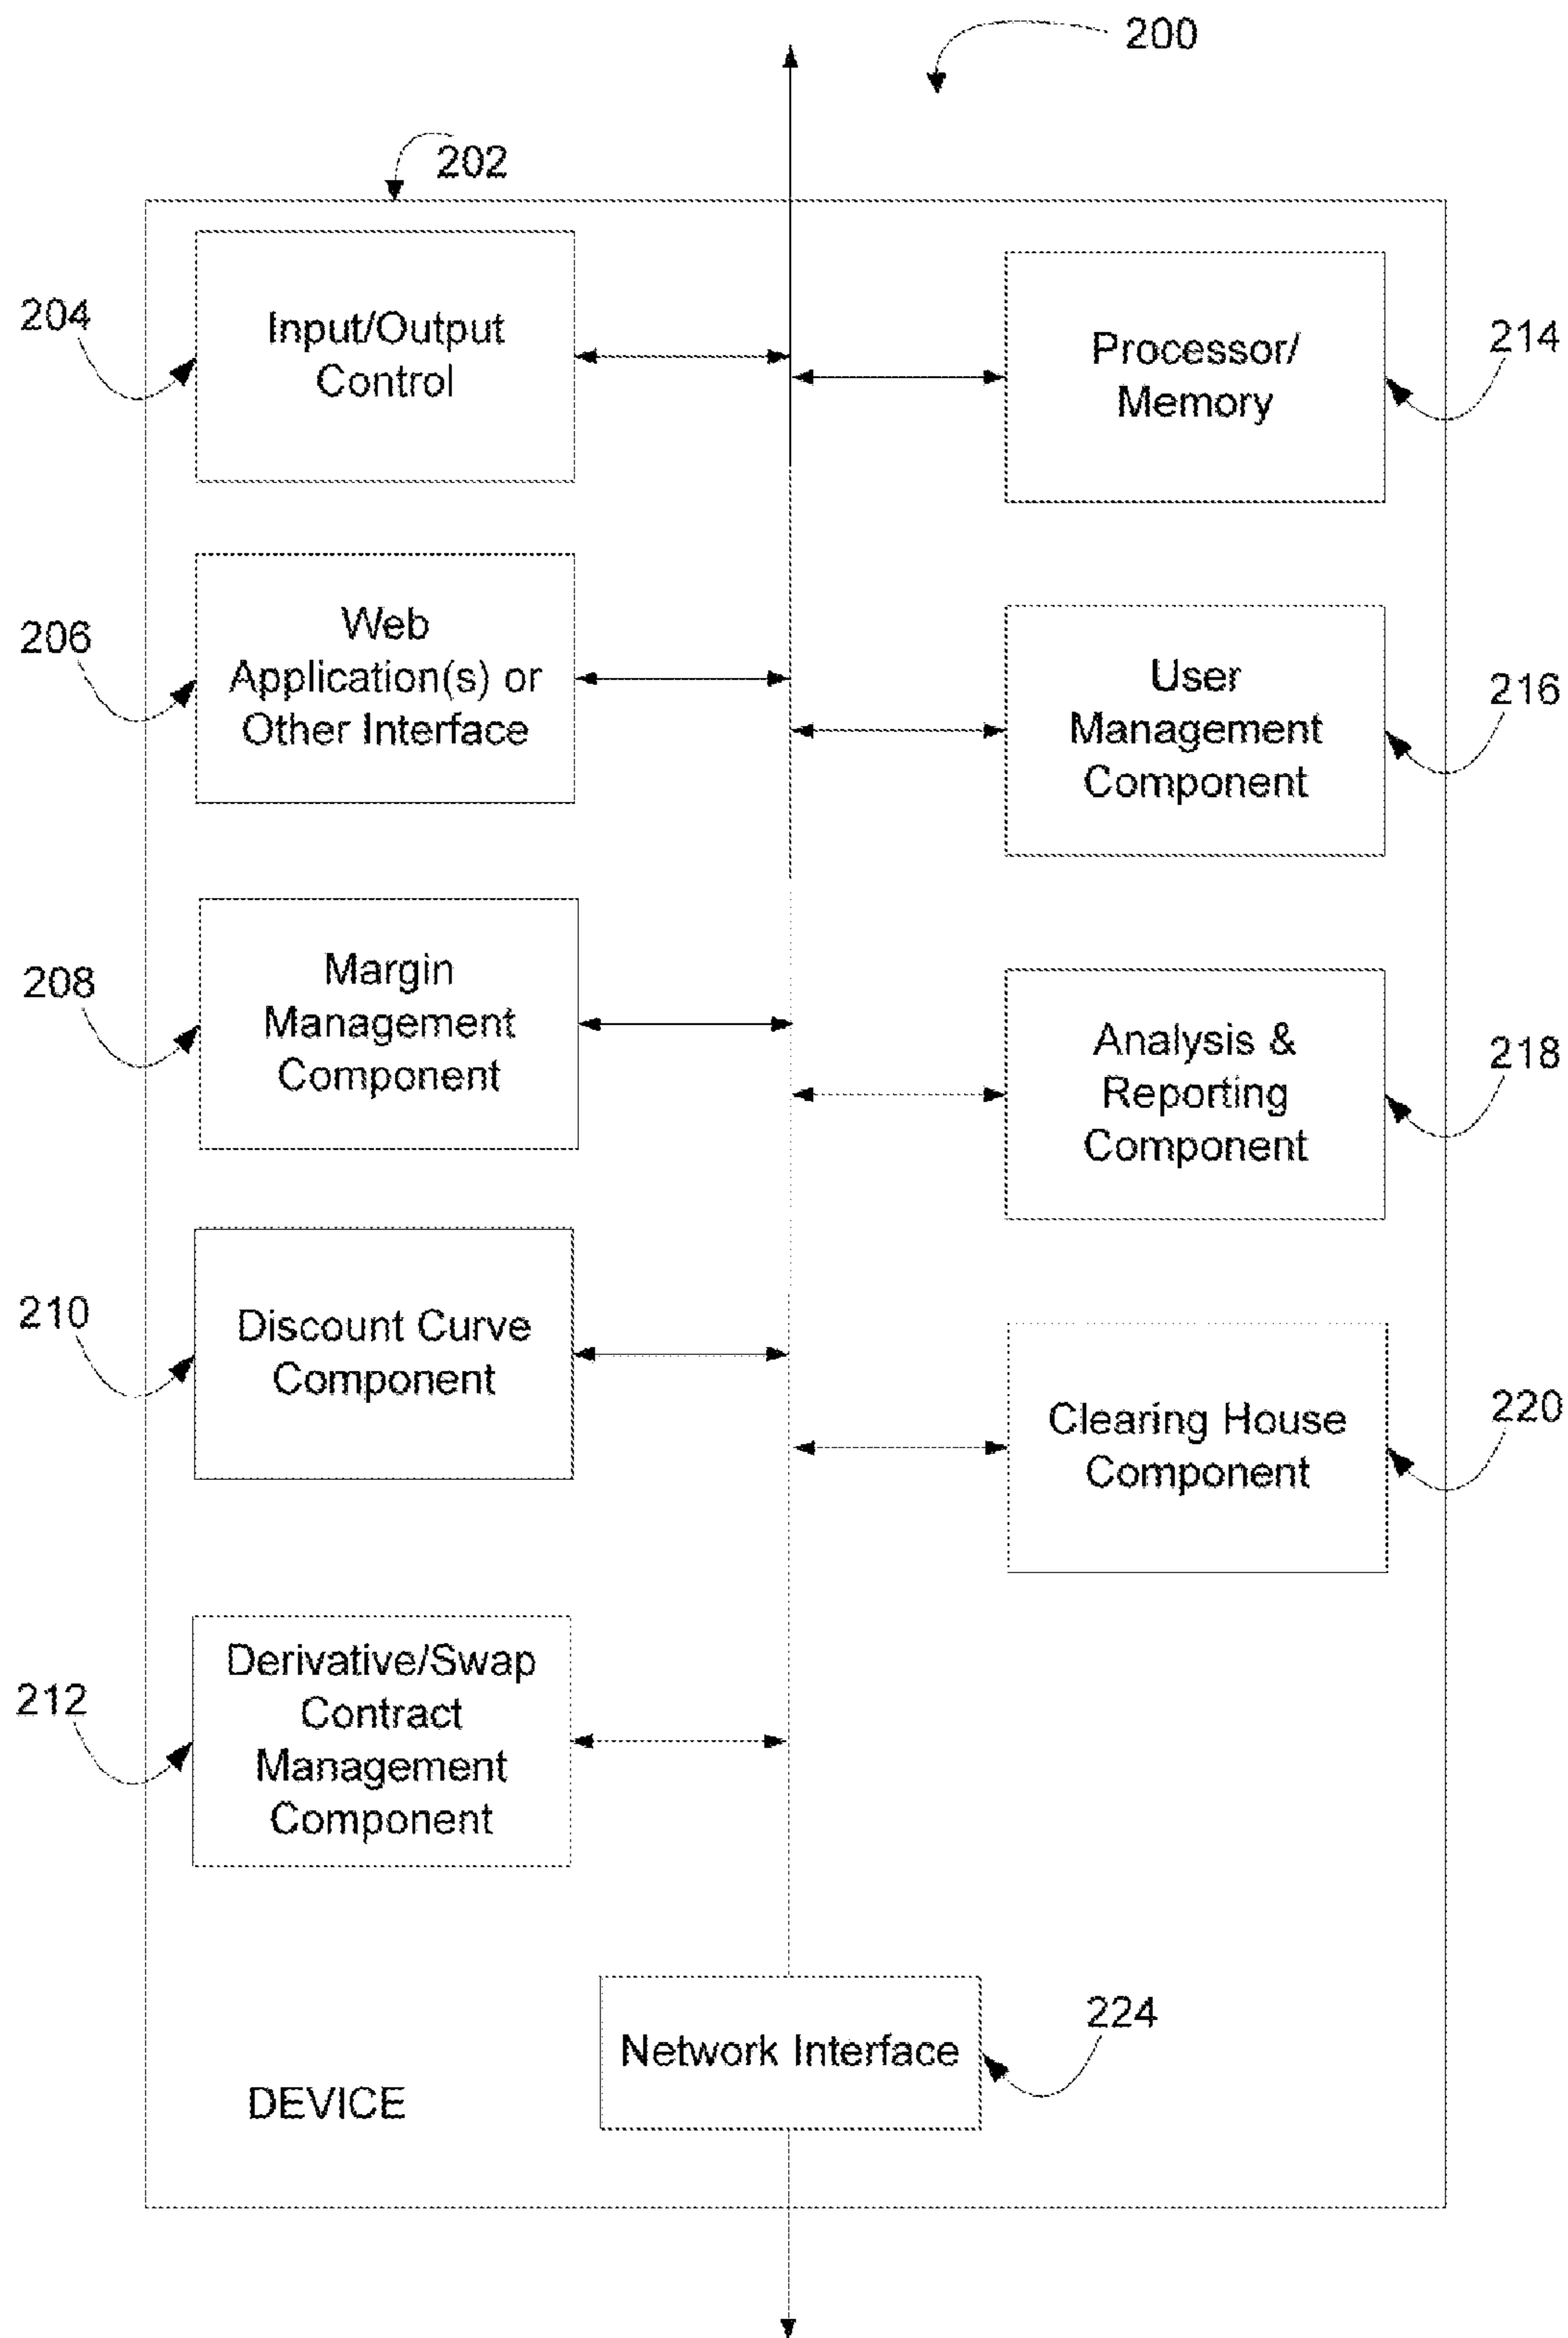 200
202
204
Input/Output
Control
Processor/
Memory
214
206
Web
Application(s) or
Other Interface
User
Management
Component
216
208
Margin
Management
Component
Analysis &
Reporting
Component
218
210
Discount Curve
Component
Clearing House
Component
220
212
Derivative/Swap
Contract
Management
Component
Network Interface
224
DEVICE